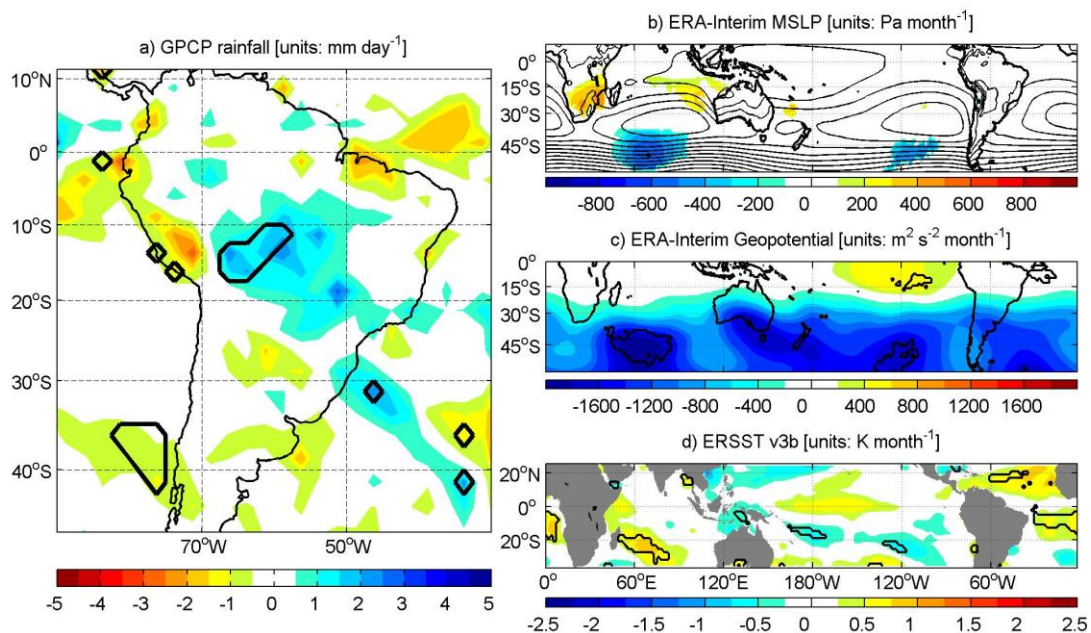 a) GPCP rainfall [units: mm day⁻¹]
10°N
0°
10°S
20°S
30°S
40°S
70°W 50°W
-5 -4 -3 -2 -1 0 1 2 3 4 5
b) ERA-Interim MSLP [units: Pa month⁻¹]
0°
15°S
30°S
45°S
-800 -600 -400 -200 0 200 400 600 800
c) ERA-Interim Geopotential [units: m² s⁻² month⁻¹]
0°
15°S
30°S
45°S
-1600 -1200 -800 -400 0 400 800 1200 1600
d) ERSST v3b [units: K month⁻¹]
20°N
0°
20°S
0° 60°E 120°W 180°W 120°W 60°W
-2.5 -2 -1.5 -1 -0.5 0 0.5 1 1.5 2 2.5